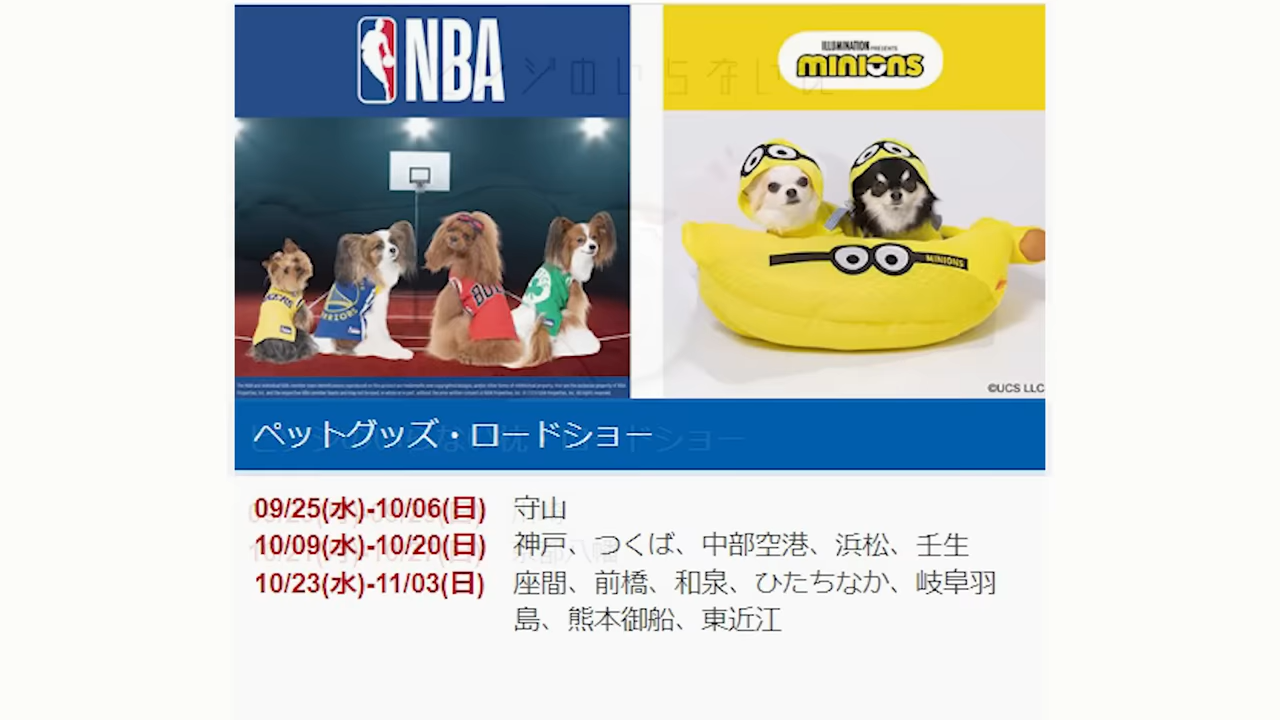 NBA
ILLUMINATION PRESENTS
MINIONS
BUL
MINIONS
©UCS LLC
ペットグッズ・ロードショー
09/25(水)-10/06(日) 守山
10/09(水)-10/20(日) 神戸、つくば、中部空港、浜松、壬生
10/23(水)-11/03(日) 座間、前橋、和泉、ひたちなか、岐阜羽
島、熊本御船、東近江